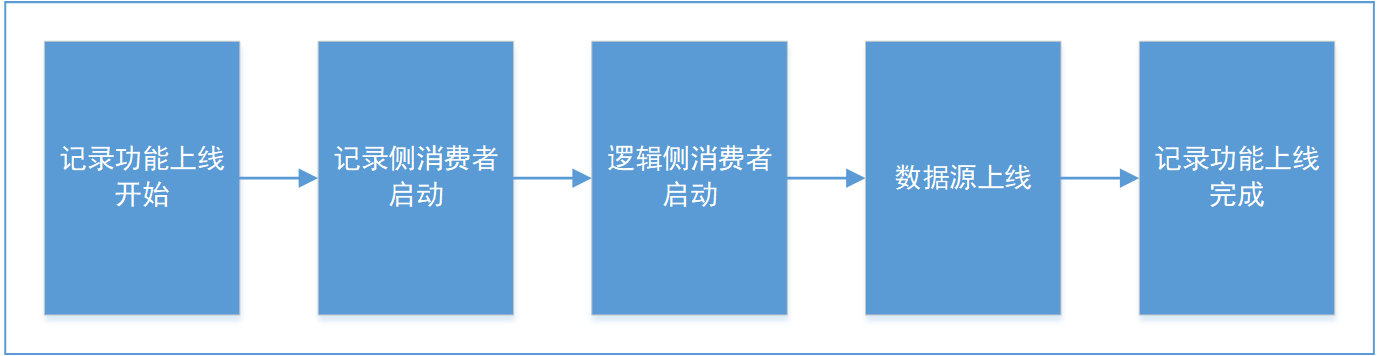 记录功能上线
开始
记录侧消费者
启动
逻辑侧消费者
启动
数据源上线
记录功能上线
完成